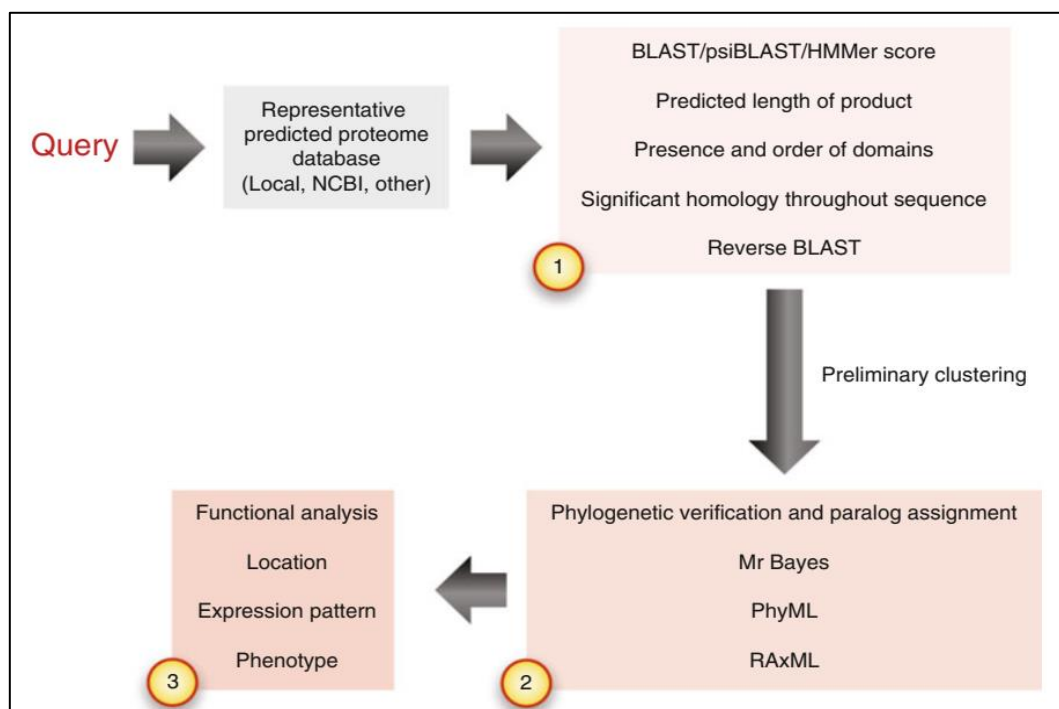 Query
Representative
predicted proteome
database
(Local, NCBI, other)
BLAST/psiBLAST/HMMer score
Predicted length of product
Presence and order of domains
Significant homology throughout sequence
Reverse BLAST
1
Preliminary clustering
Phylogenetic verification and paralog assignment
Mr Bayes
PhyML
RAxML
2
Functional analysis
Location
Expression pattern
Phenotype
3